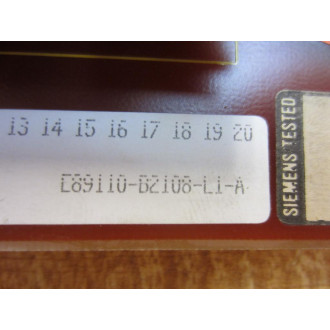 13 14 15 16 17 18 19 20
E89110-B2108-L1-A
SIEMENS TESTED